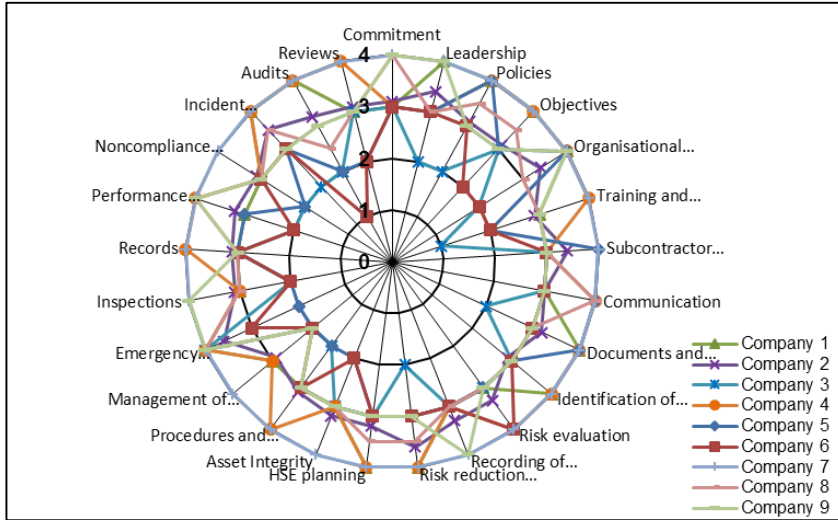 Commitment
Leadership
Policies
Objectives
Organisational...
Training and...
Subcontractor...
Communication
Documents and...
Identification of...
Risk evaluation
Recording of...
Risk reduction...
HSE planning
Asset Integrity
Procedures and...
Management of...
Emergency...
Inspections
Records
Performance
Noncompliance...
Incident...
Audits
Reviews
4
3
2
1
0
Company 1
Company 2
Company 3
Company 4
Company 5
Company 6
Company 7
Company 8
Company 9